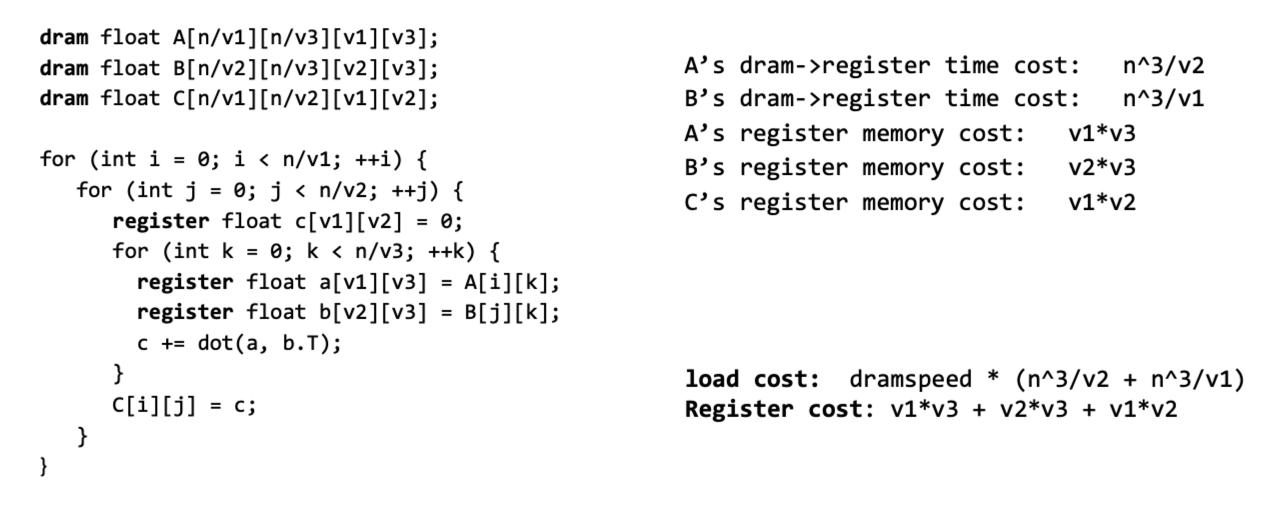 dram float A[n/v1][n/v3][v1][v3];
dram float B[n/v2][n/v3][v2][v3];
dram float C[n/v1][n/v2][v1][v2];
for (int i = 0; i < n/v1; ++i) {
for (int j = 0; j < n/v2; ++j) {
register float c[v1][v2] = 0;
for (int k = 0; k < n/v3; ++k) {
register float a[v1][v3] = A[i][k];
register float b[v2][v3] = B[j][k];
c += dot(a, b.T);
}
C[i][j] = c;
}
}
A’s dram->register time cost: n^3/v2
B’s dram->register time cost: n^3/v1
A’s register memory cost: v1*v3
B’s register memory cost: v2*v3
C’s register memory cost: v1*v2
load cost: dramspeed * (n^3/v2 + n^3/v1)
Register cost: v1*v3 + v2*v3 + v1*v2